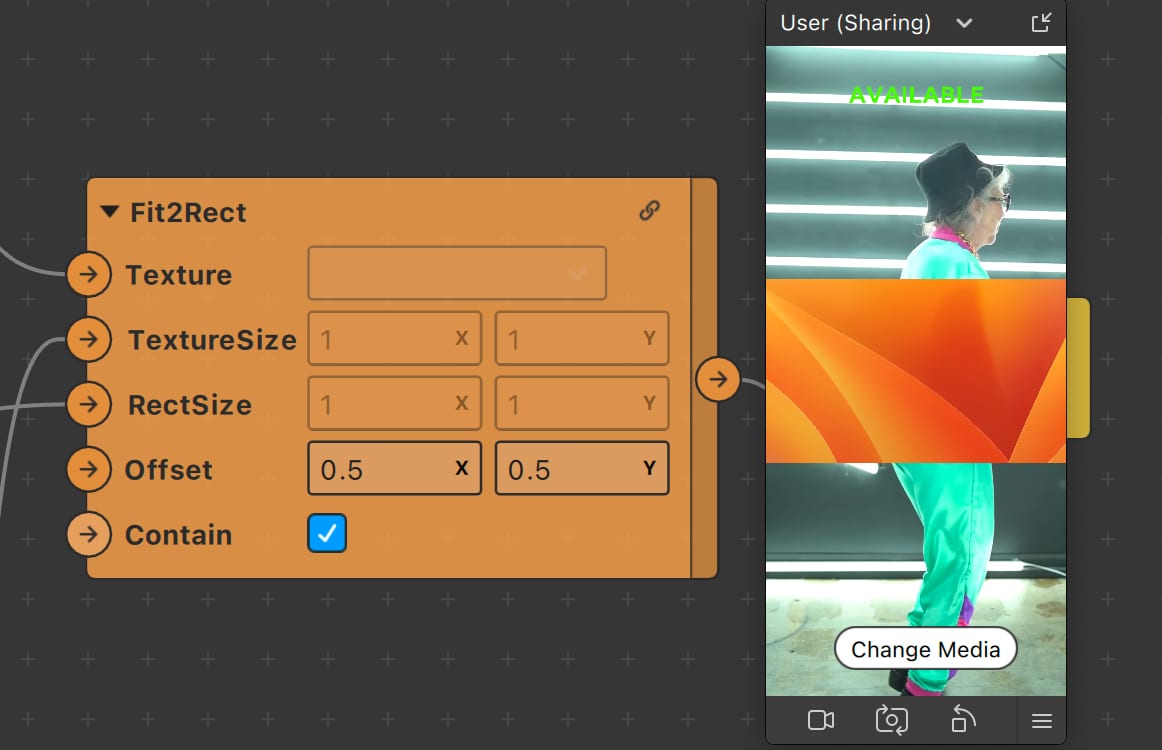 User (Sharing)
AVAILABLE
Fit2Rect
Texture
TextureSize 1 X 1 Y
RectSize 1 X 1 Y
Offset 0.5 X 0.5 Y
Contain
Change Media